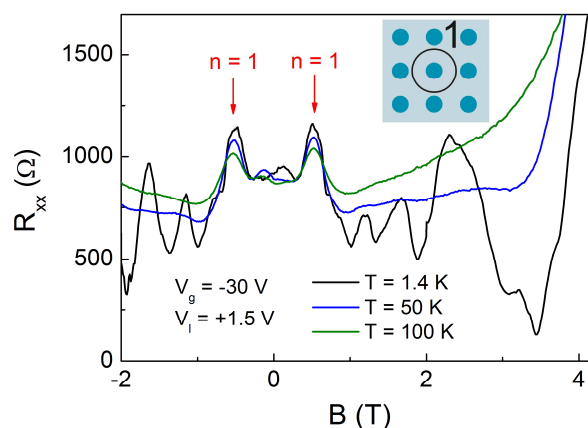 1500
1000
500
0
Rxx (Ω)
n = 1
n = 1
1
Vg = -30 V
Vl = +1.5 V
T = 1.4 K
T = 50 K
T = 100 K
-2
0
2
4
B (T)